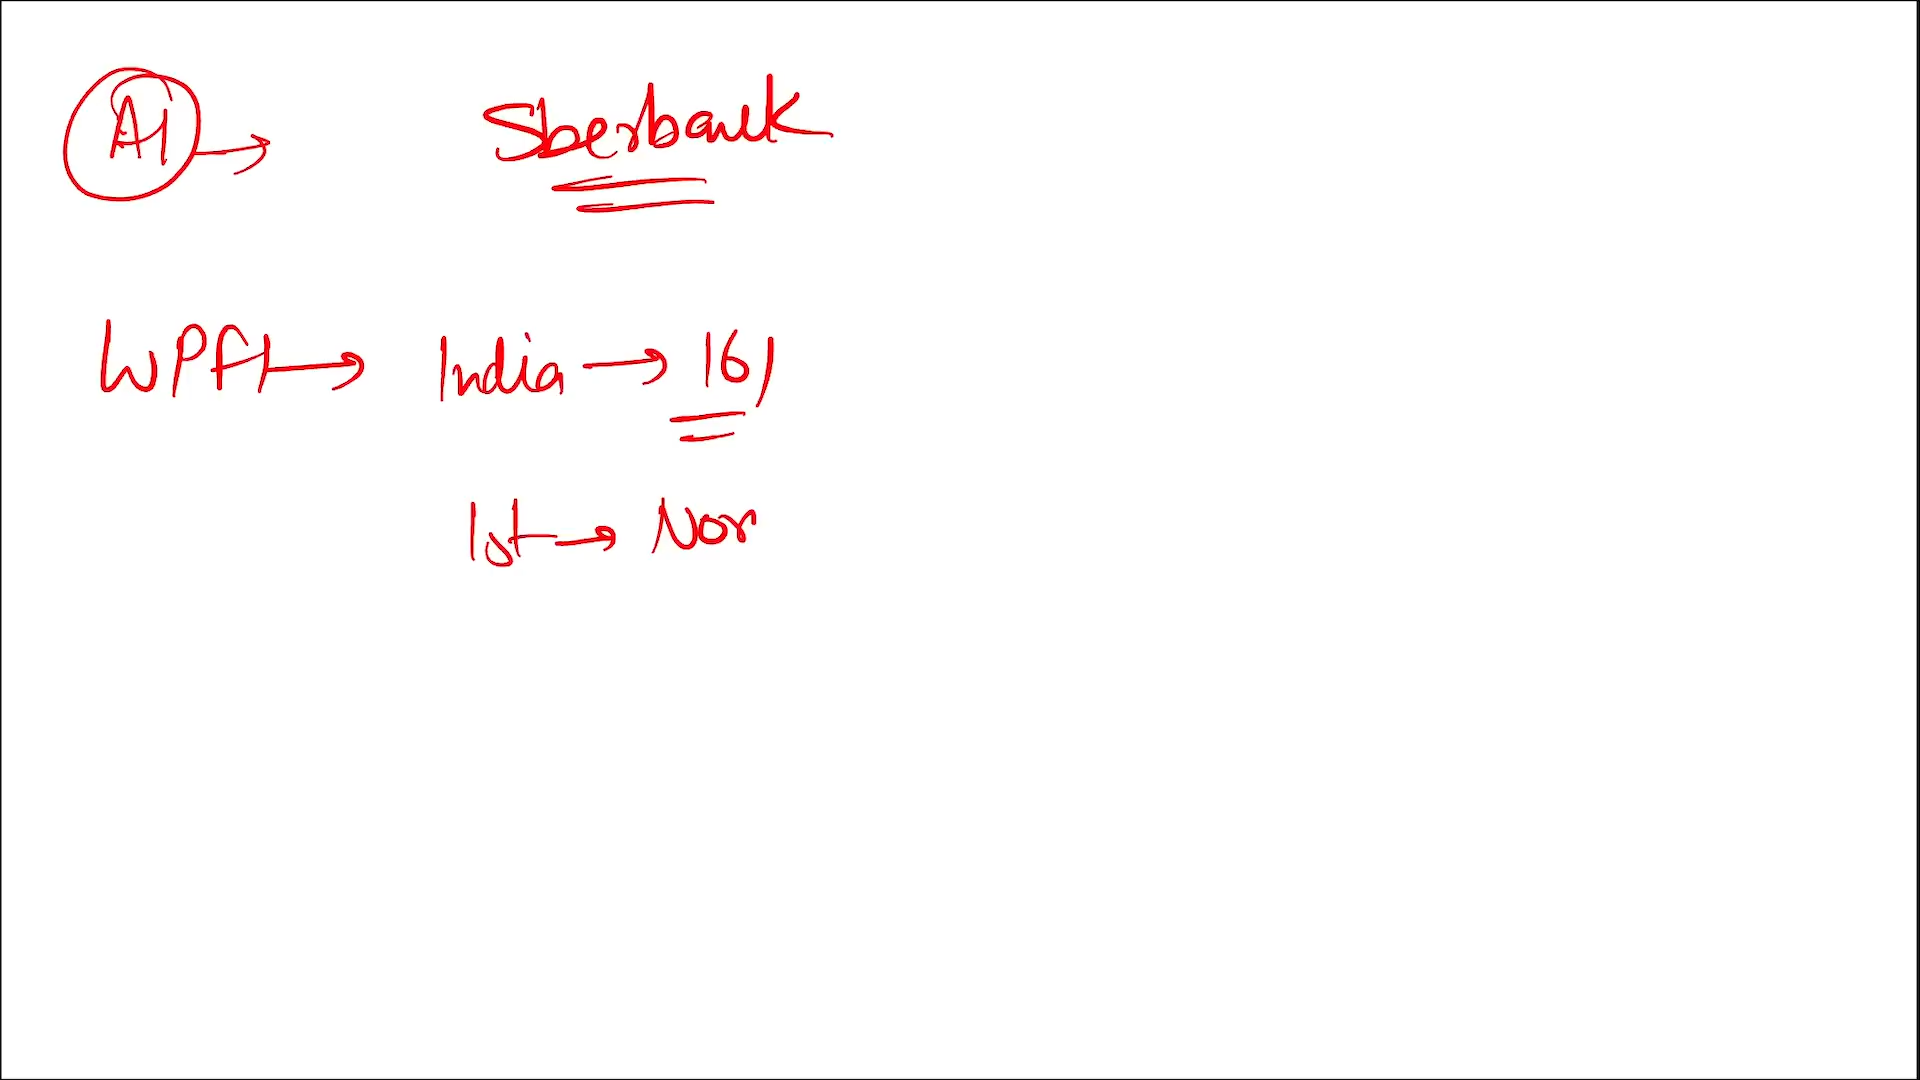 AI → Sberbank
WPFI → India → 161
1st → Nor